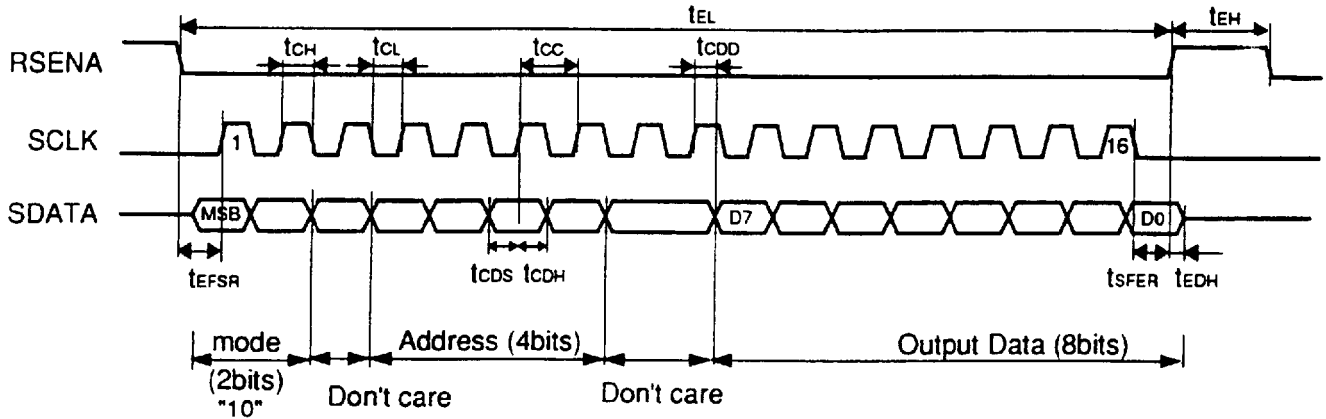 tEL tEH
tCH tCL tCC tCDD
RSENA
SCLK 1 16
SDATA MSB D7 D0
tEFSR tCDS tCDH tSFER tEDH
mode Address (4bits) Output Data (8bits)
(2bits) Don't care Don't care
"10"